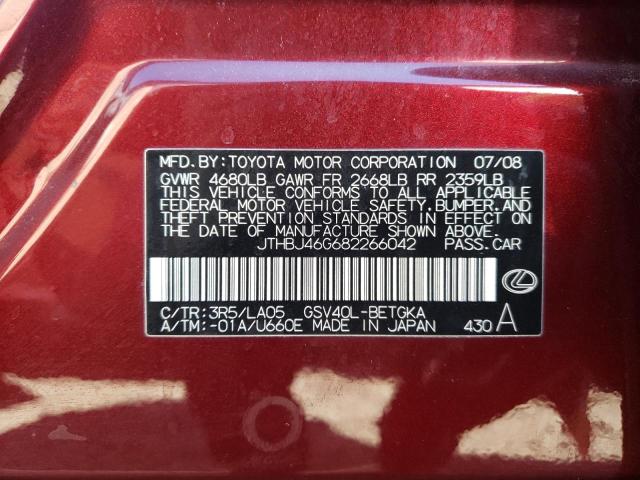 MFD. BY: TOYOTA MOTOR CORPORATION 07/08
GVWR 4680LB GAWR FR 2668LB RR 2359LB
THIS VEHICLE CONFORMS TO ALL APPLICABLE
FEDERAL MOTOR VEHICLE SAFETY, BUMPER, AND
THEFT PREVENTION STANDARDS IN EFFECT ON
THE DATE OF MANUFACTURE SHOWN ABOVE.
JTHBJ46G682266042 PASS. CAR
C/TR: 3R5/LA05 GSV40L-BETGKA
A/TM: -01A/U660E MADE IN JAPAN 430 A